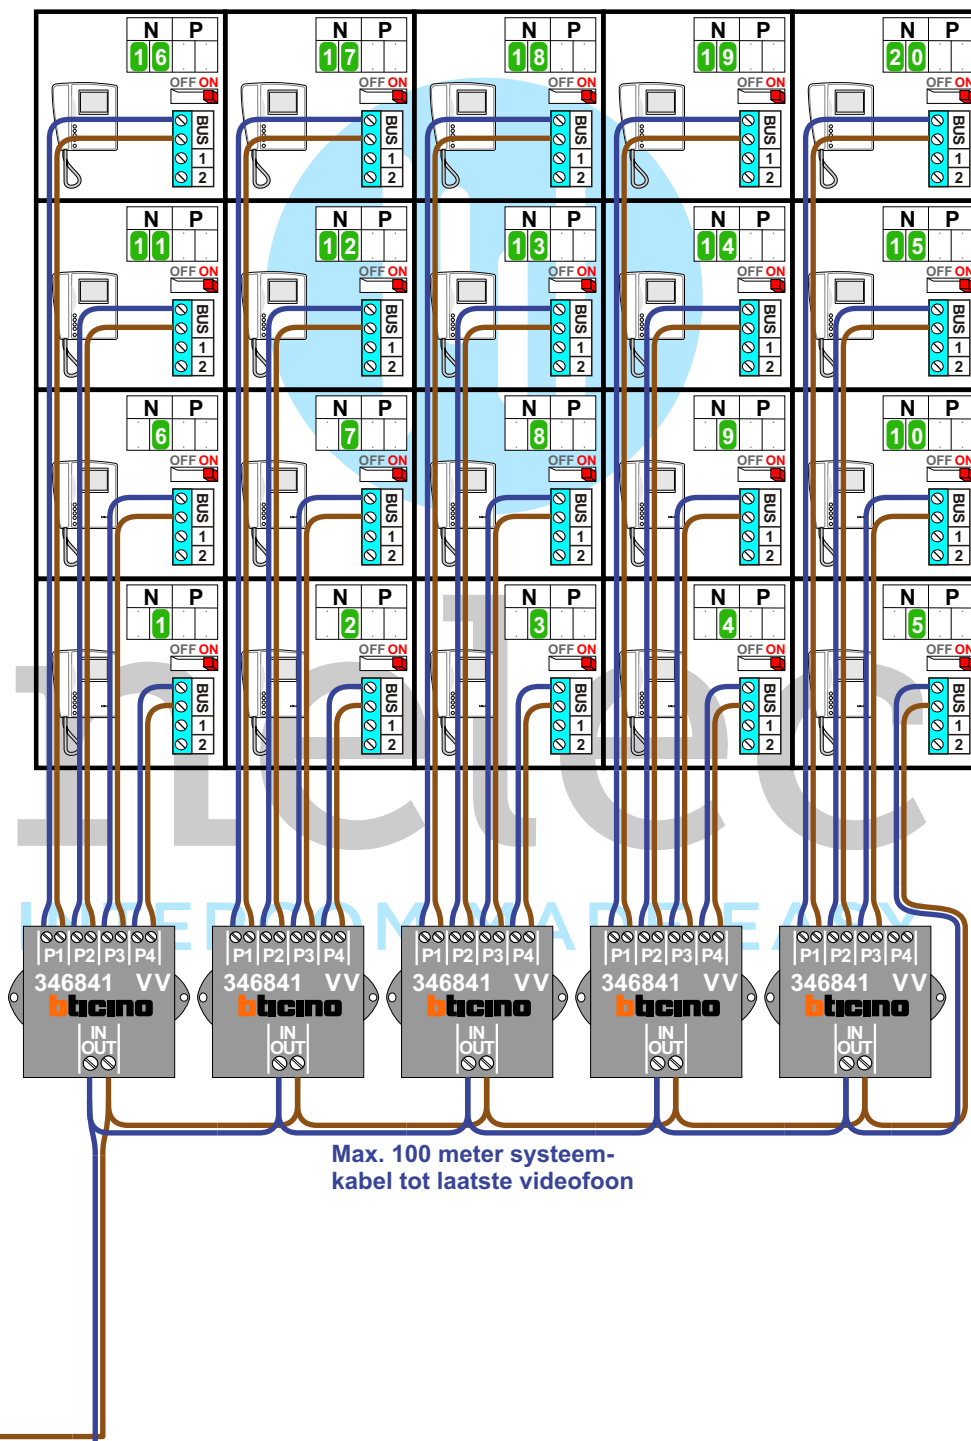 N P N P N P N P N P
16 17 18 19 20
OFF ON OFF ON OFF ON OFF ON OFF ON
BUS 1 2 BUS 1 2 BUS 1 2 BUS 1 2 BUS 1 2
N P N P N P N P N P
11 12 13 14 15
OFF ON OFF ON OFF ON OFF ON OFF ON
BUS 1 2 BUS 1 2 BUS 1 2 BUS 1 2 BUS 1 2
N P N P N P N P N P
6 7 8 9 10
OFF ON OFF ON OFF ON OFF ON OFF ON
BUS 1 2 BUS 1 2 BUS 1 2 BUS 1 2 BUS 1 2
N P N P N P N P N P
1 2 3 4 5
OFF ON OFF ON OFF ON OFF ON OFF ON
BUS 1 2 BUS 1 2 BUS 1 2 BUS 1 2 BUS 1 2
nelec
INTERCOM MADE EASY
P1 P2 P3 P4 P1 P2 P3 P4 P1 P2 P3 P4 P1 P2 P3 P4 P1 P2 P3 P4
346841 VV 346841 VV 346841 VV 346841 VV 346841 VV
bticino bticino bticino bticino bticino
IN IN IN IN IN
OUT OUT OUT OUT OUT
Max. 100 meter systeem-
kabel tot laatste videofoon